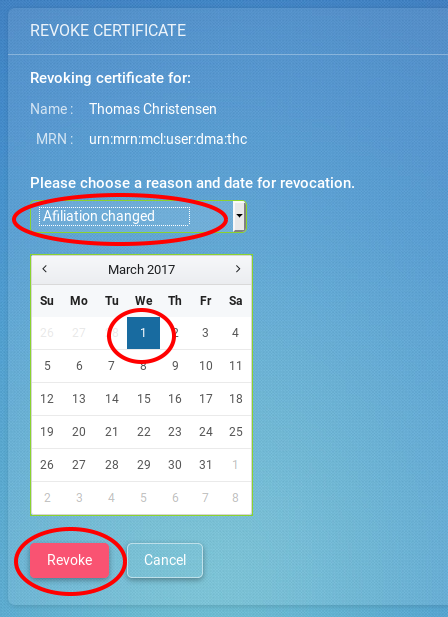 REVOKE CERTIFICATE
Revoking certificate for:
Name : Thomas Christensen
MRN : urn:mrn:mcl:user:dma:thc
Please choose a reason and date for revocation.
Afiliation changed
March 2017
Su Mo Tu We Th Fr Sa
26 27 28 1 2 3 4
5 6 7 8 9 10 11
12 13 14 15 16 17 18
19 20 21 22 23 24 25
26 27 28 29 30 31 1
2 3 4 5 6 7 8
Revoke Cancel